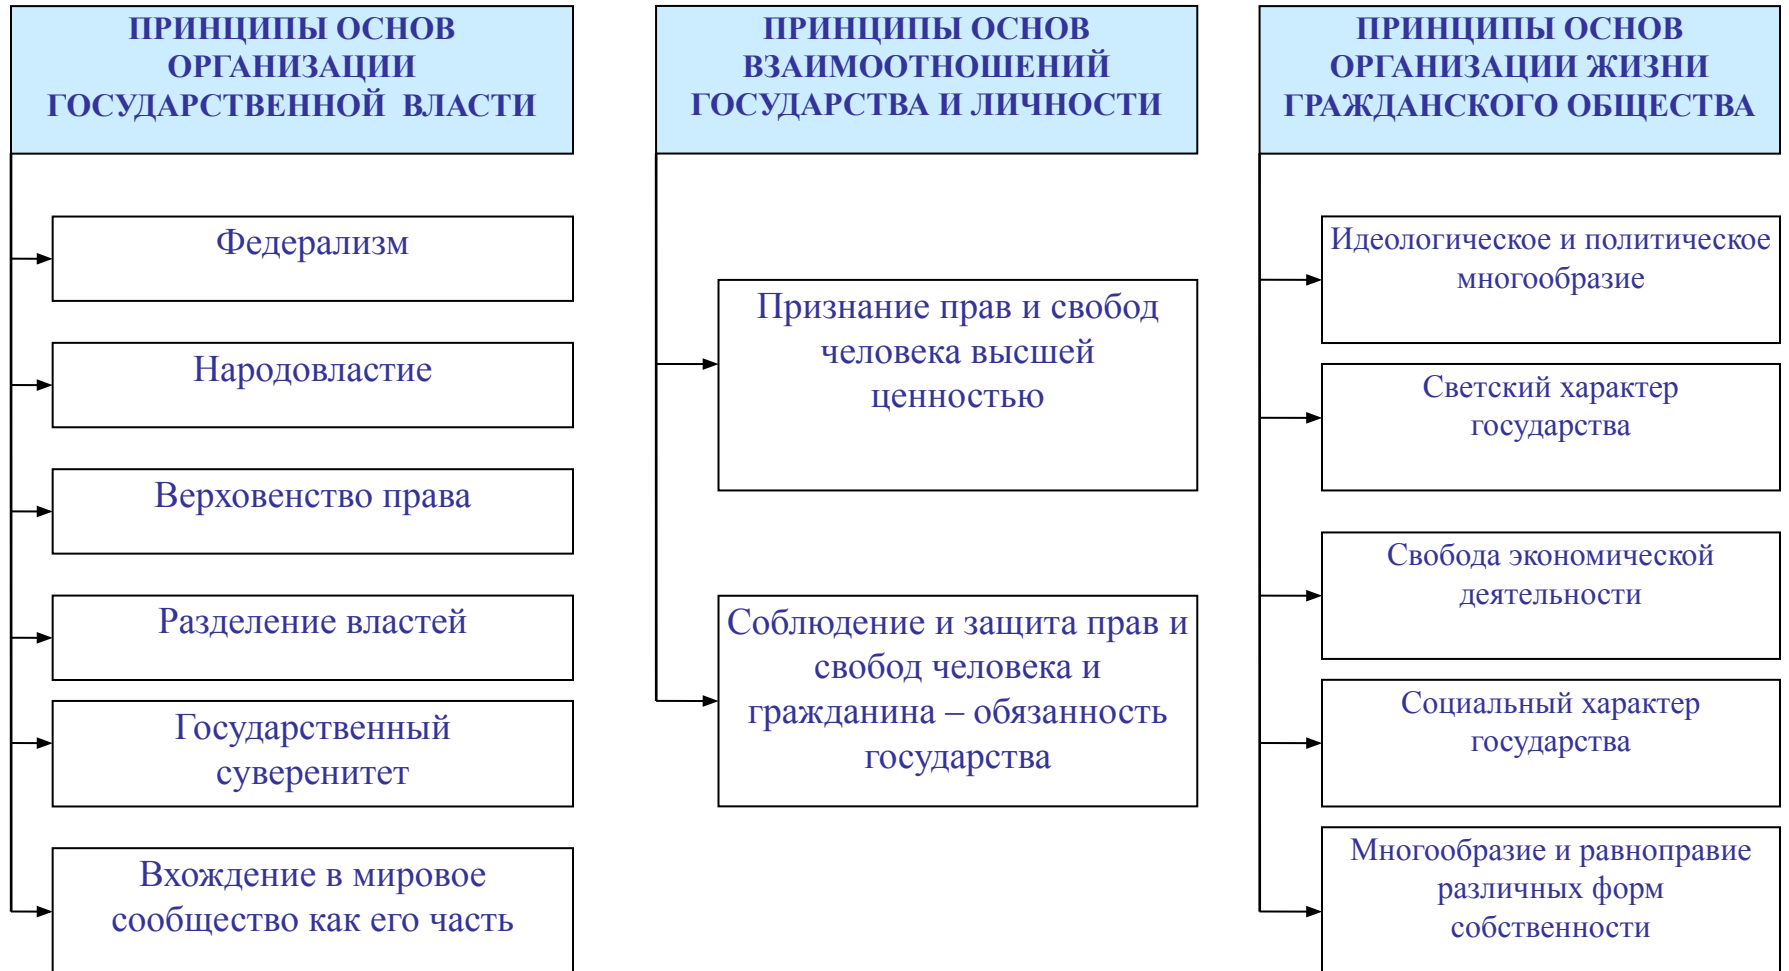 ПРИНЦИПЫ ОСНОВ
ОРГАНИЗАЦИИ
ГОСУДАРСТВЕННОЙ ВЛАСТИ
Федерализм
Народовластие
Верховенство права
Разделение властей
Государственный
суверенитет
Вхождение в мировое
сообщество как его часть
ПРИНЦИПЫ ОСНОВ
ВЗАИМООТНОШЕНИЙ
ГОСУДАРСТВА И ЛИЧНОСТИ
Признание прав и свобод
человека высшей
ценностью
Соблюдение и защита прав и
свобод человека и
гражданина – обязанность
государства
ПРИНЦИПЫ ОСНОВ
ОРГАНИЗАЦИИ ЖИЗНИ
ГРАЖДАНСКОГО ОБЩЕСТВА
Идеологическое и политическое
многообразие
Светский характер
государства
Свобода экономической
деятельности
Социальный характер
государства
Многообразие и равноправие
различных форм
собственности